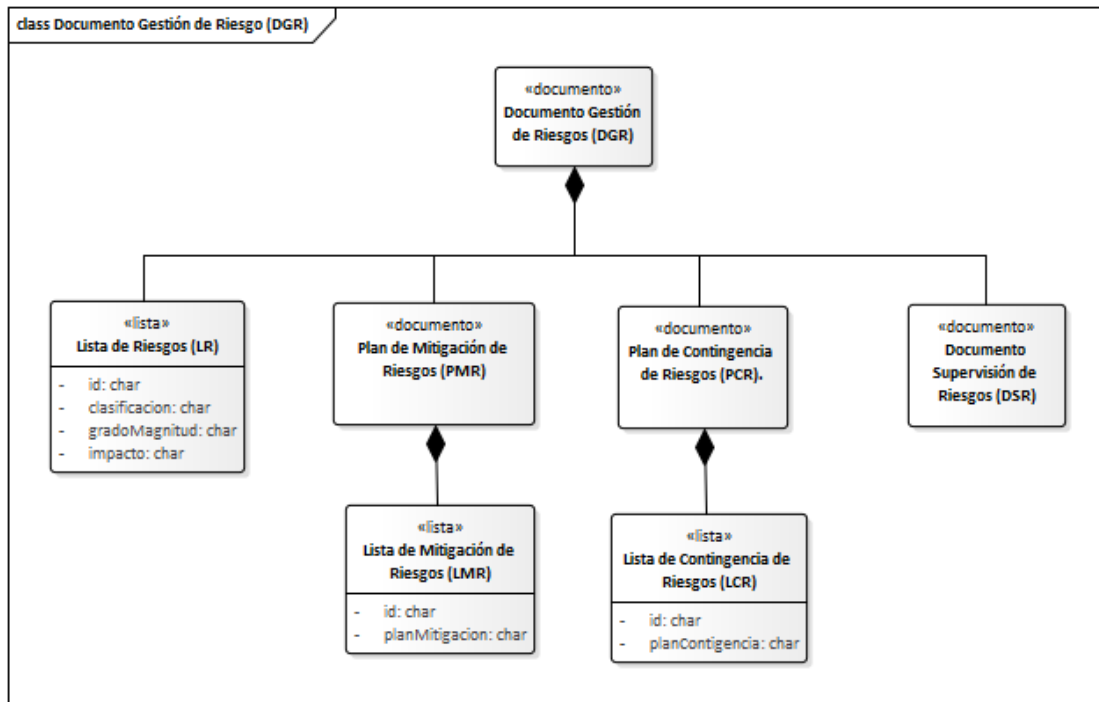 class Documento Gestión de Riesgo (DGR)
«documento»
Documento Gestión
de Riesgos (DGR)
«lista»
Lista de Riesgos (LR)
- id: char
- clasificacion: char
- gradoMagnitud: char
- impacto: char
«documento»
Plan de Mitigación de
Riesgos (PMR)
«documento»
Plan de Contingencia
de Riesgos (PCR).
«documento»
Documento
Supervisión de
Riesgos (DSR)
«lista»
Lista de Mitigación de
Riesgos (LMR)
- id: char
- planMitigacion: char
«lista»
Lista de Contingencia de
Riesgos (LCR)
- id: char
- planContigencia: char